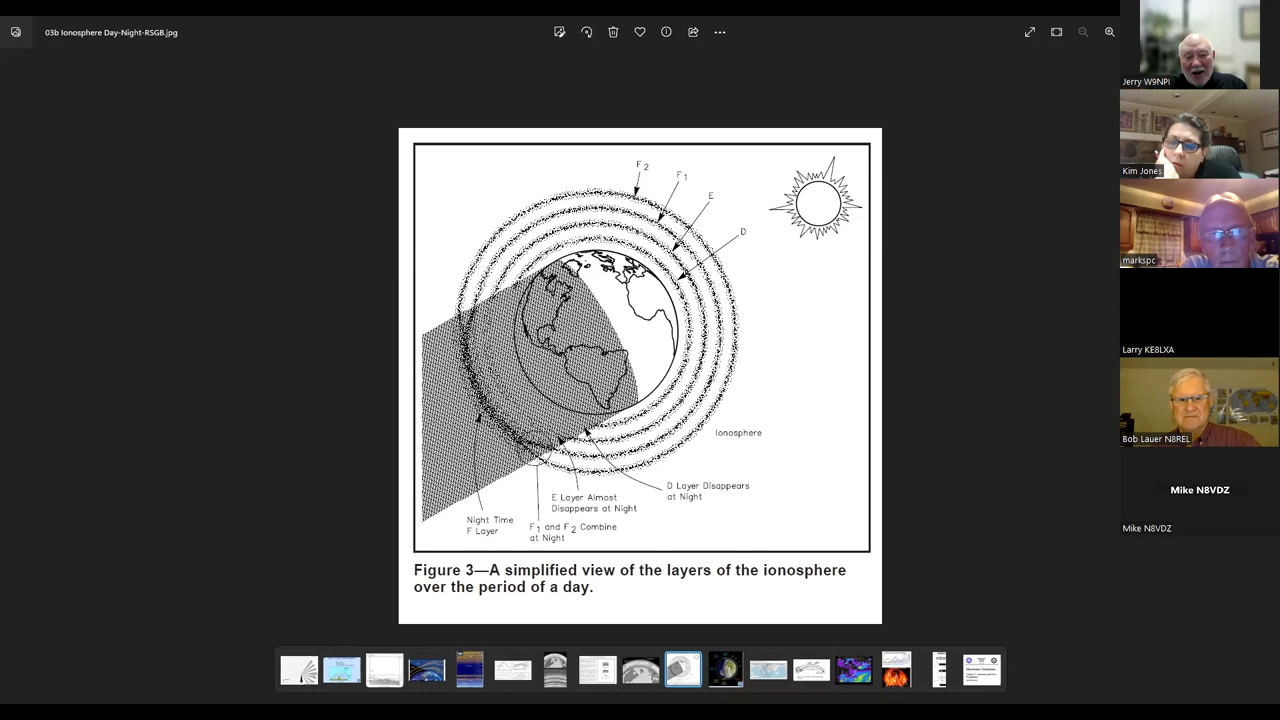 03b Ionosphere Day-Night-RSGB.jpg
Jerry W9NPI
Kim Jones
markspc
Larry KE8LXA
Bob Lauer N8REL
Mike N8VDZ
Mike N8VDZ
F2
F1
E
D
Ionosphere
D Layer Disappears
at Night
E Layer Almost
Disappears at Night
Night Time
F Layer
F1 and F2 Combine
at Night
Figure 3—A simplified view of the layers of the ionosphere
over the period of a day.